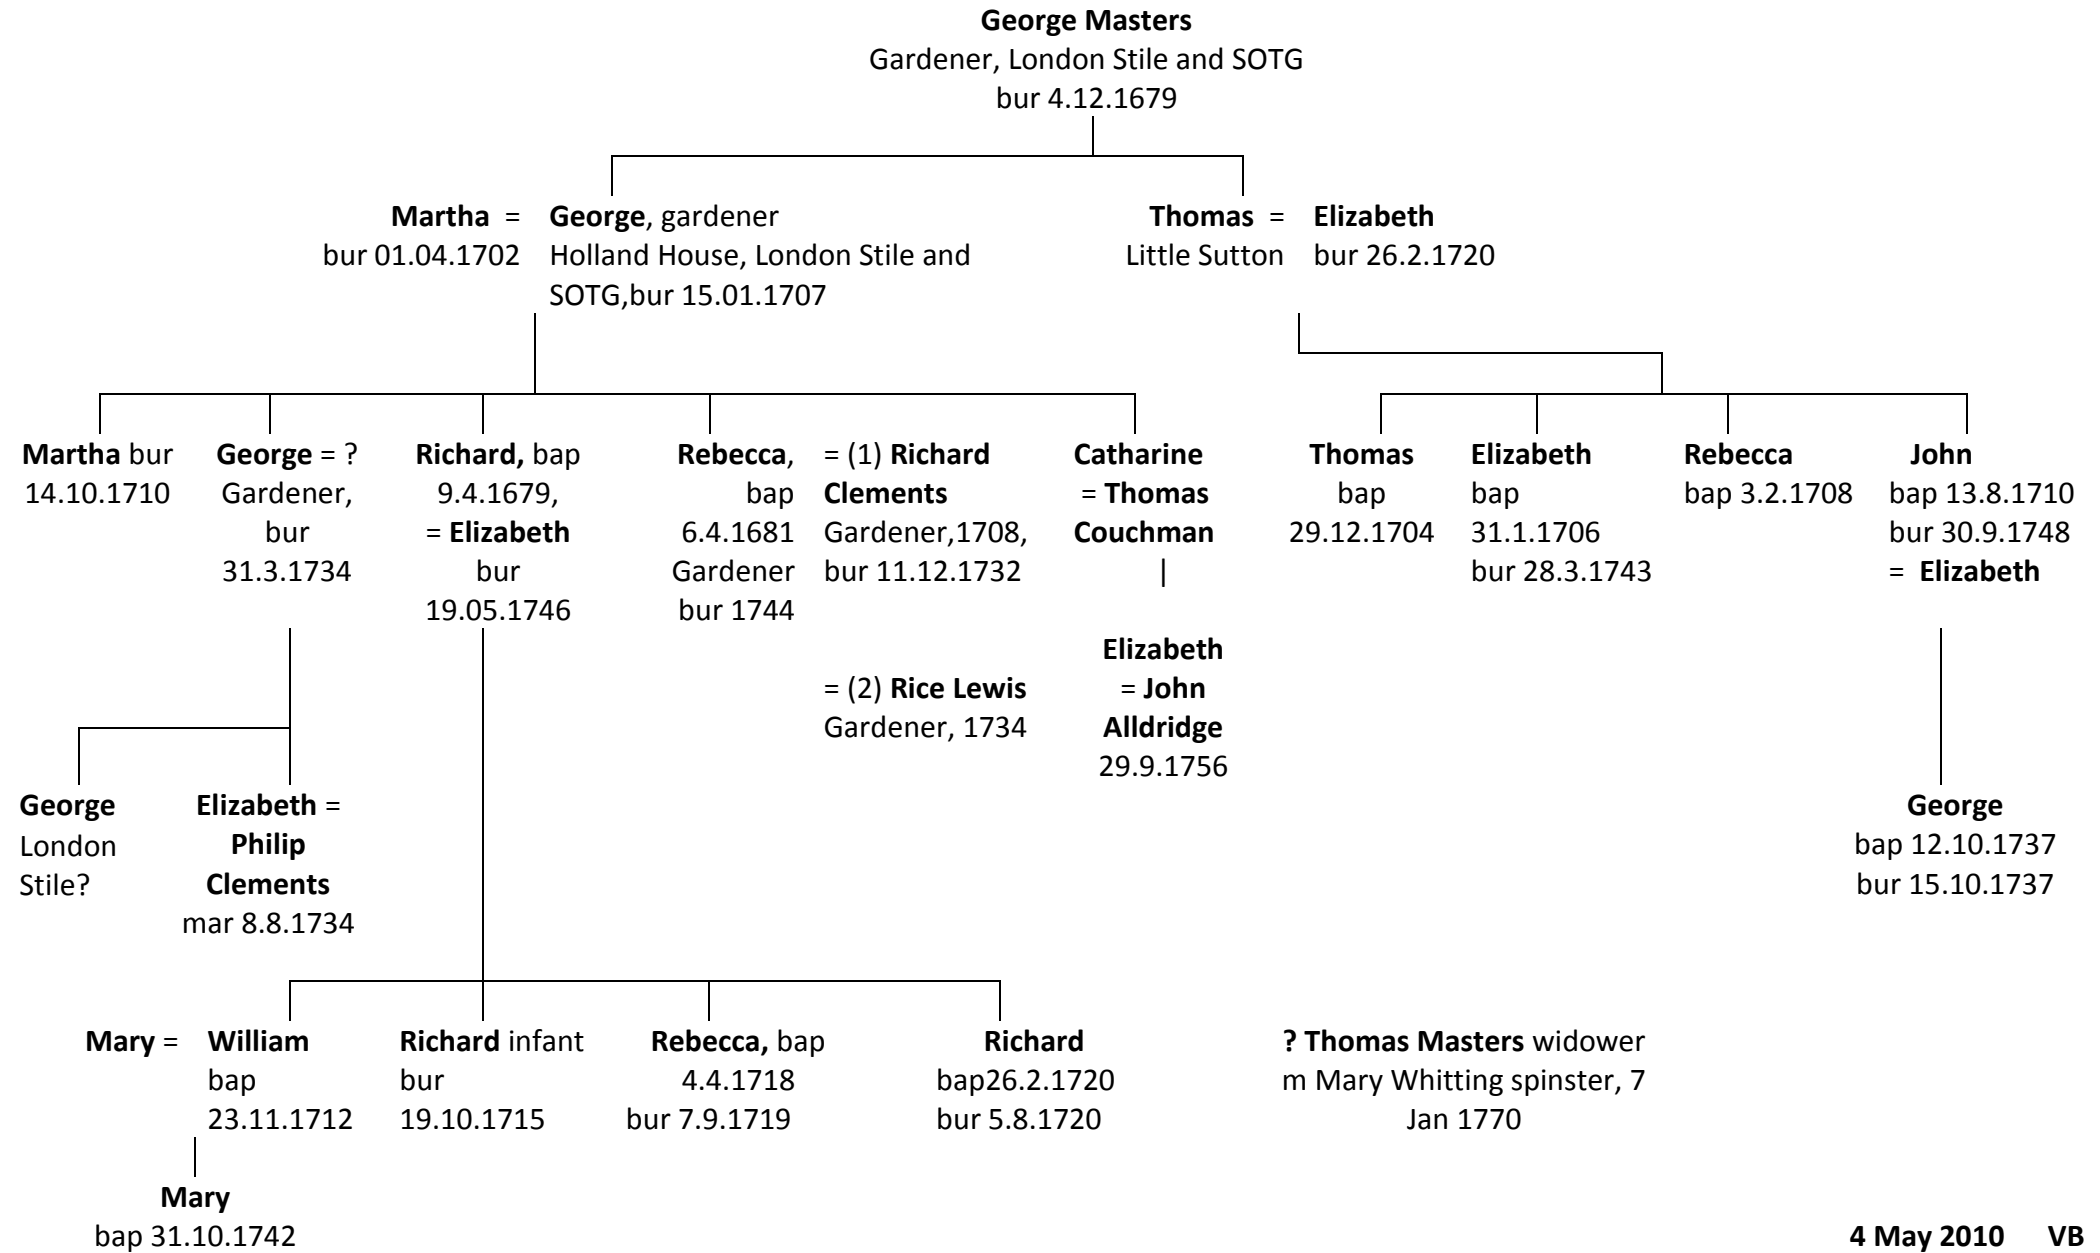 George Masters
Gardener, London Stile and SOTG
bur 4.12.1679
Martha =
bur 01.04.1702
George, gardener
Holland House, London Stile and
SOTG,bur 15.01.1707
Thomas =
Little Sutton
Elizabeth
bur 26.2.1720
Martha bur
14.10.1710
George = ?
Gardener,
bur
31.3.1734
Richard, bap
9.4.1679,
= Elizabeth
bur
19.05.1746
Rebecca,
bap
6.4.1681
Gardener
bur 1744
= (1) Richard
Clements
Gardener,1708,
bur 11.12.1732
= (2) Rice Lewis
Gardener, 1734
Catharine
= Thomas
Couchman
|
Elizabeth
= John
Alldridge
29.9.1756
Thomas
bap
29.12.1704
Elizabeth
bap
31.1.1706
bur 28.3.1743
Rebecca
bap 3.2.1708
John
bap 13.8.1710
bur 30.9.1748
= Elizabeth
George
London
Stile?
Elizabeth =
Philip
Clements
mar 8.8.1734
George
bap 12.10.1737
bur 15.10.1737
Mary =
William
bap
23.11.1712
Richard infant
bur
19.10.1715
Rebecca, bap
4.4.1718
bur 7.9.1719
Richard
bap26.2.1720
bur 5.8.1720
? Thomas Masters widower
m Mary Whitting spinster, 7
Jan 1770
Mary
bap 31.10.1742
4 May 2010 VB